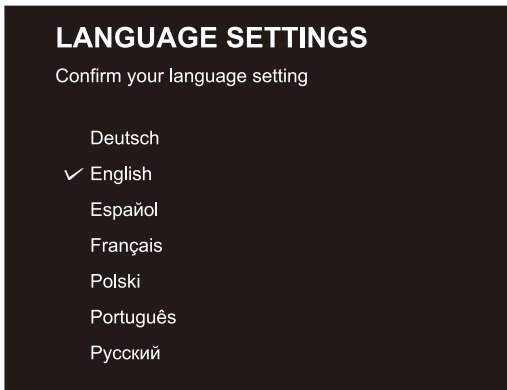 LANGUAGE SETTINGS
Confirm your language setting
Deutsch
✓ English
Espaйol
Français
Polski
Português
Русский